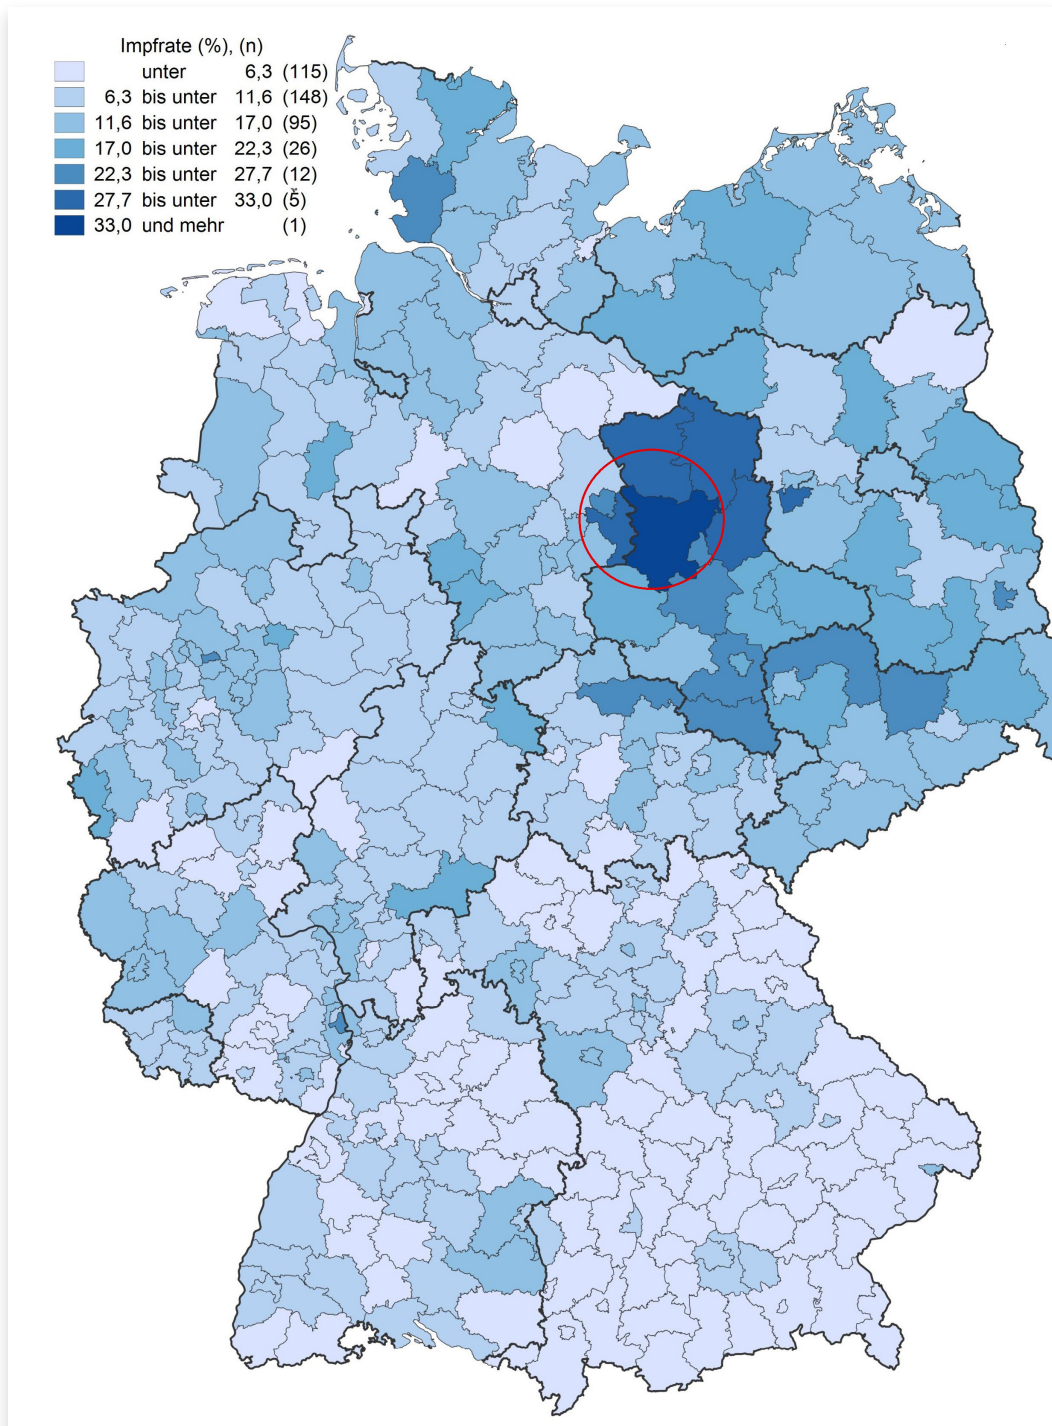 Impfrate (%), (n)
unter 6,3 (115)
6,3 bis unter 11,6 (148)
11,6 bis unter 17,0 (95)
17,0 bis unter 22,3 (26)
22,3 bis unter 27,7 (12)
27,7 bis unter 33,0 (5)
33,0 und mehr (1)